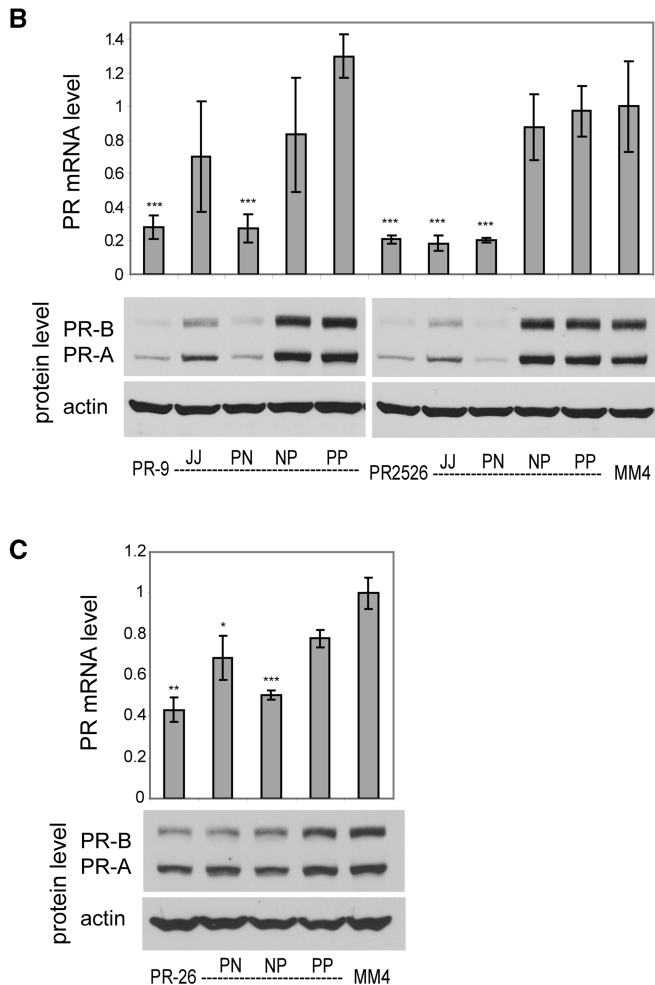 B
PR mRNA level
1.4
1.2
1
0.8
0.6
0.4
0.2
0
*** *** *** *** ***
protein level
PR-B
PR-A
actin
PR-9 JJ PN NP PP PR2526 JJ PN NP PP MM4
C
PR mRNA level
1.2
1
0.8
0.6
0.4
0.2
0
** * ***
protein level
PR-B
PR-A
actin
PR-26 PN NP PP MM4